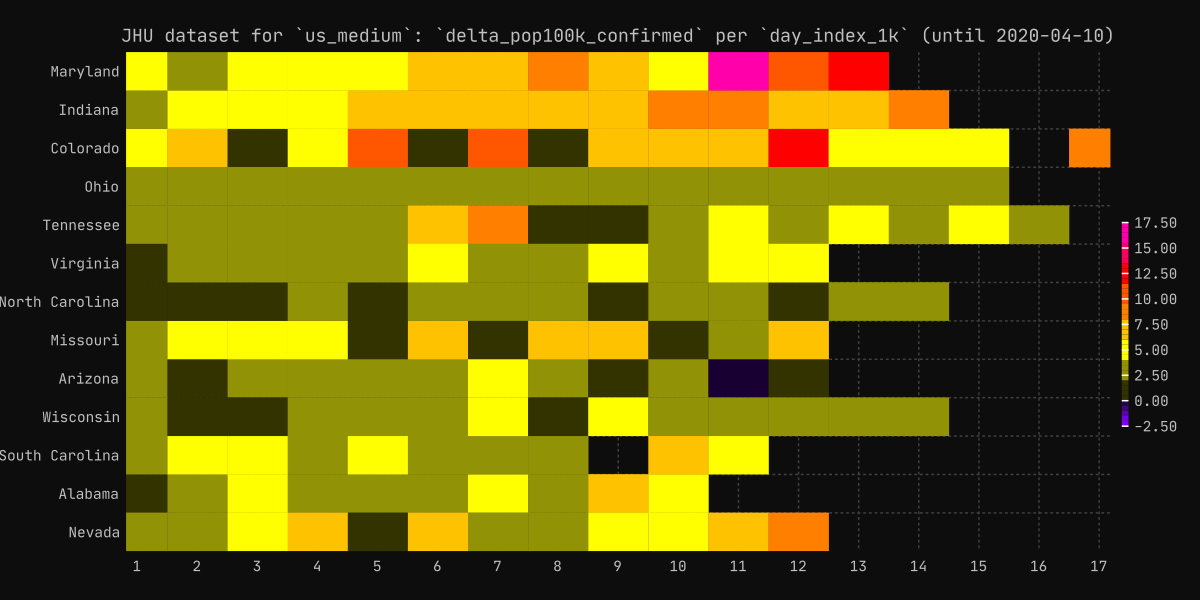 JHU dataset for `us_medium`: `delta_pop100k_confirmed` per `day_index_1k` (until 2020-04-10)
Maryland
Indiana
Colorado
Ohio
Tennessee
Virginia
North Carolina
Missouri
Arizona
Wisconsin
South Carolina
Alabama
Nevada
1 2 3 4 5 6 7 8 9 10 11 12 13 14 15 16 17
17.50
15.00
12.50
10.00
7.50
5.00
2.50
0.00
−2.50